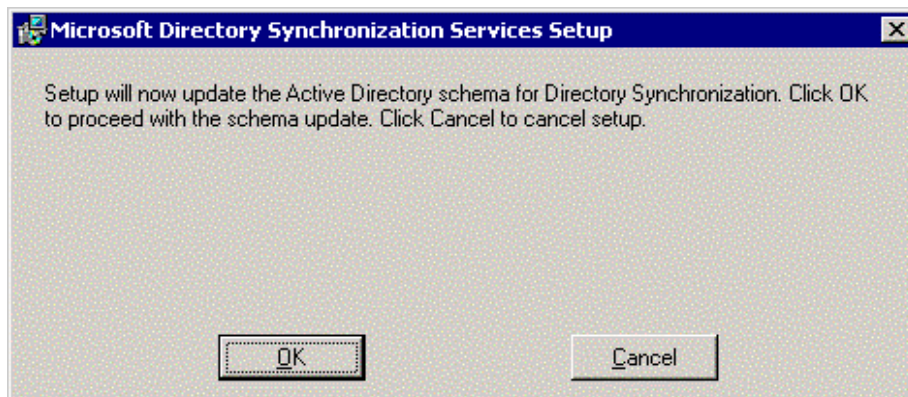 Microsoft Directory Synchronization Services Setup
Setup will now update the Active Directory schema for Directory Synchronization. Click OK
to proceed with the schema update. Click Cancel to cancel setup.
OK
Cancel